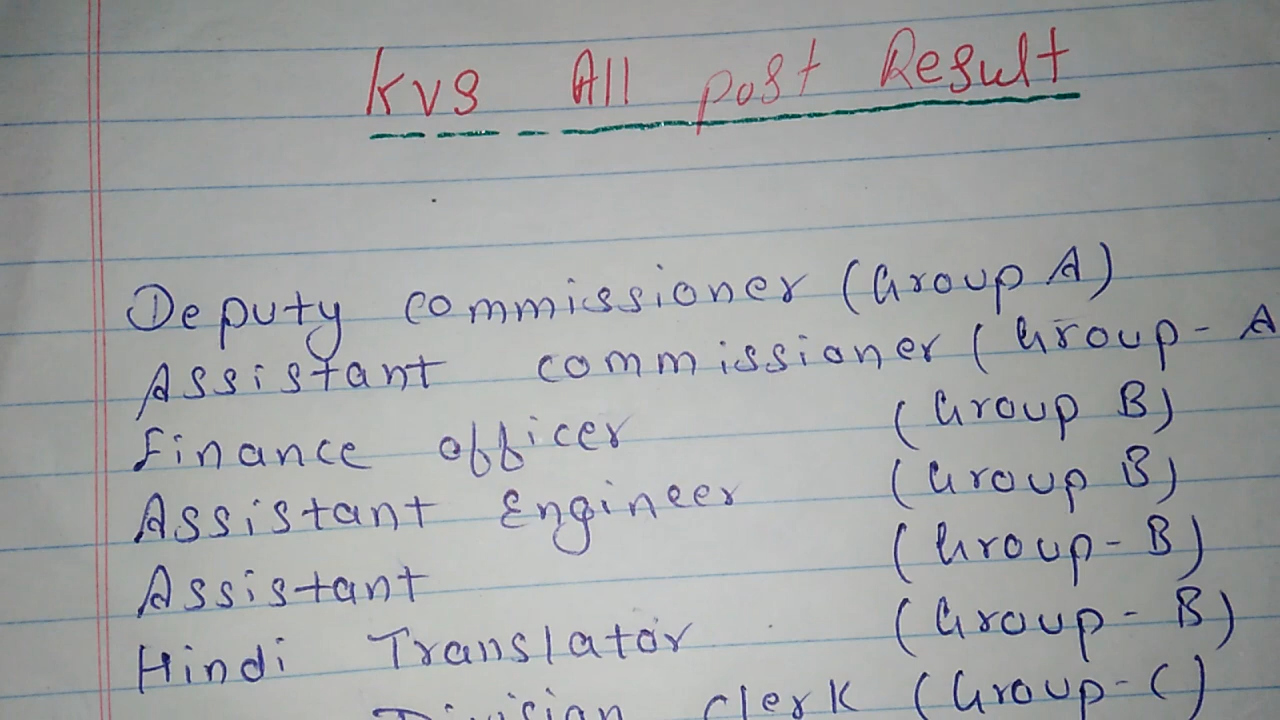 KVS All post Result
Deputy commissioner (Group A)
Assistant commissioner (Group - A
Finance officer (Group B)
Assistant Engineer (Group B)
Assistant (Group - B)
Hindi Translator (Group - B)
Division clerk (Group - C)